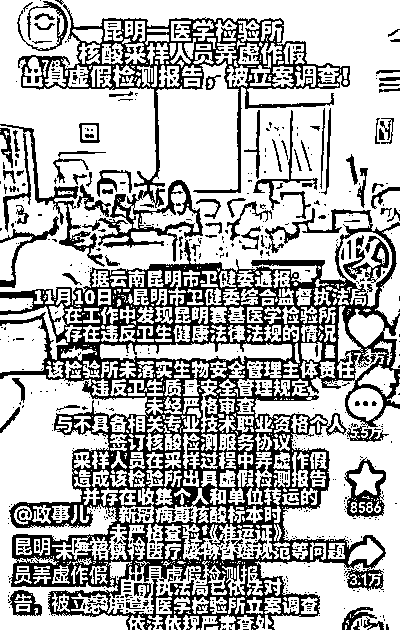 昆明一医学检验所
核酸采样人员弄虚作假
出具虚假检测报告，被立案调查！
据云南昆明市卫健委通报：
11月10日，昆明市卫健委综合监督执法局
在工作中发现昆明赛基医学检验所
存在违反卫生健康法律法规的情况
该检验所未落实生物安全管理主体责任
违反卫生质量安全管理规定
未经严格审查
与不具备相关专业技术职业资格个人
签订核酸检测服务协议
采样人员在采样过程中弄虚作假
造成该检验所出具虚假检测报告
并存在收集个人和单位转运的
新冠病毒核酸标本时
未严格查验《准运证》
未严格执行医疗废物管理规范等问题
目前执法局已依法对
医学检验所立案调查
依法依规严肃查处
政
17.3万
8586
3.1万
@政事儿
昆明一医
员弄虚作假，出具虚假检测报
告，被立案调查